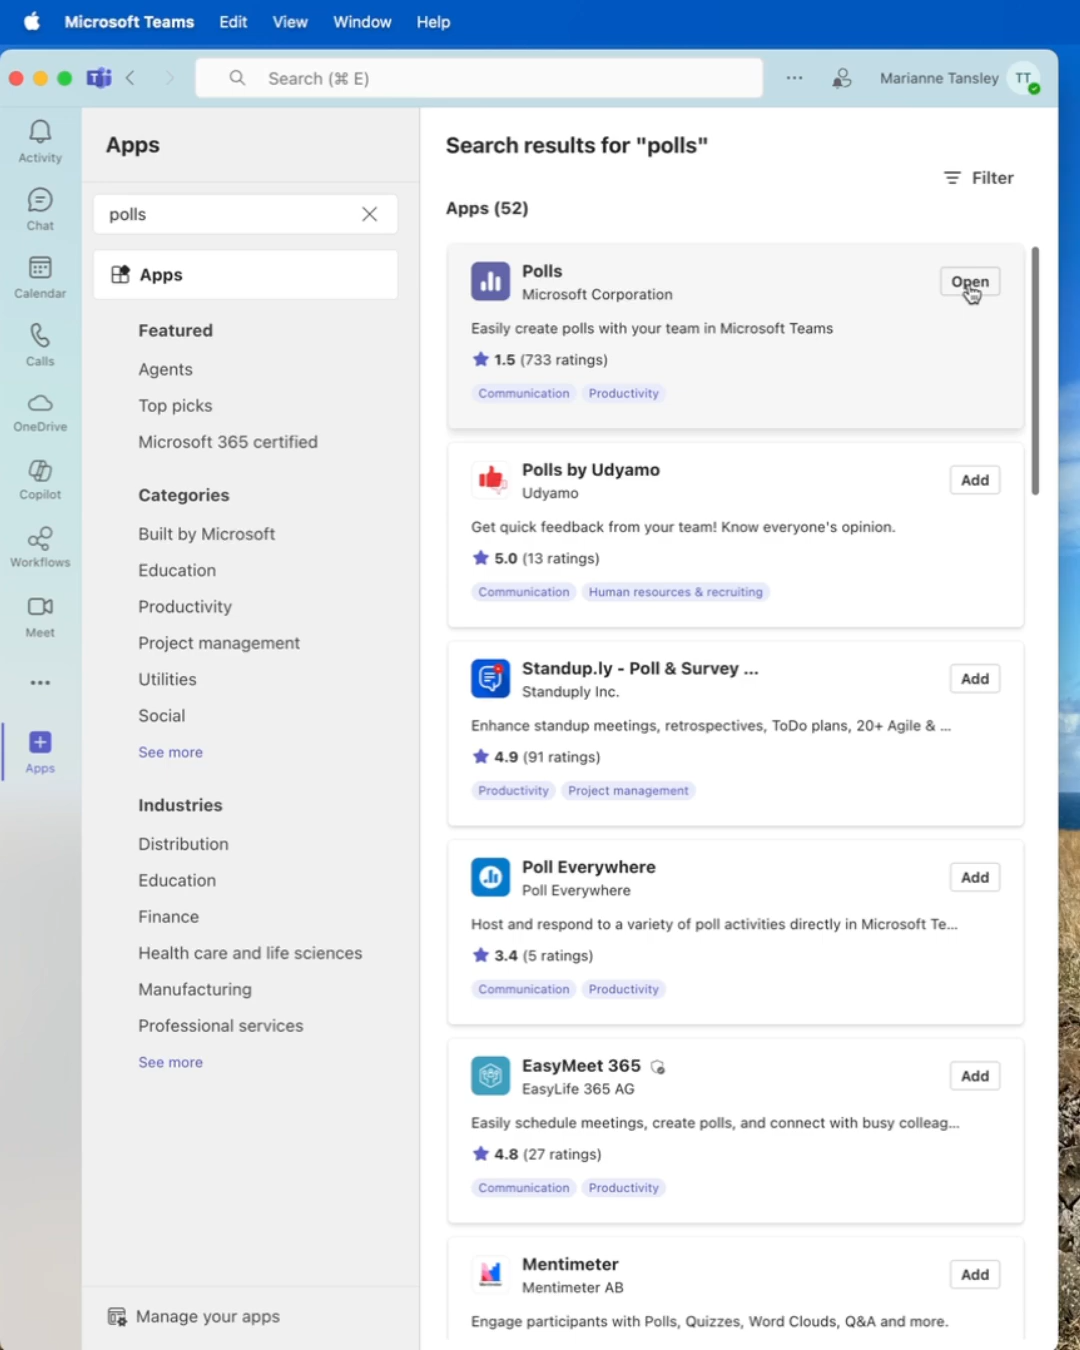 Microsoft Teams Edit View Window Help
Search (⌘ E)
Marianne Tansley TT
Activity
Chat
Calendar
Calls
OneDrive
Copilot
Workflows
Meet
Apps
Apps
polls
Apps
Featured
Agents
Top picks
Microsoft 365 certified
Categories
Built by Microsoft
Education
Productivity
Project management
Utilities
Social
See more
Industries
Distribution
Education
Finance
Health care and life sciences
Manufacturing
Professional services
See more
Manage your apps
Search results for "polls"
Filter
Apps (52)
Polls
Microsoft Corporation
Open
Easily create polls with your team in Microsoft Teams
1.5 (733 ratings)
Communication Productivity
Polls by Udyamo
Udyamo
Add
Get quick feedback from your team! Know everyone's opinion.
5.0 (13 ratings)
Communication Human resources & recruiting
Standup.ly - Poll & Survey ...
Standuply Inc.
Add
Enhance standup meetings, retrospectives, ToDo plans, 20+ Agile & ...
4.9 (91 ratings)
Productivity Project management
Poll Everywhere
Poll Everywhere
Add
Host and respond to a variety of poll activities directly in Microsoft Te...
3.4 (5 ratings)
Communication Productivity
EasyMeet 365
EasyLife 365 AG
Add
Easily schedule meetings, create polls, and connect with busy colleag...
4.8 (27 ratings)
Communication Productivity
Mentimeter
Mentimeter AB
Add
Engage participants with Polls, Quizzes, Word Clouds, Q&A and more.